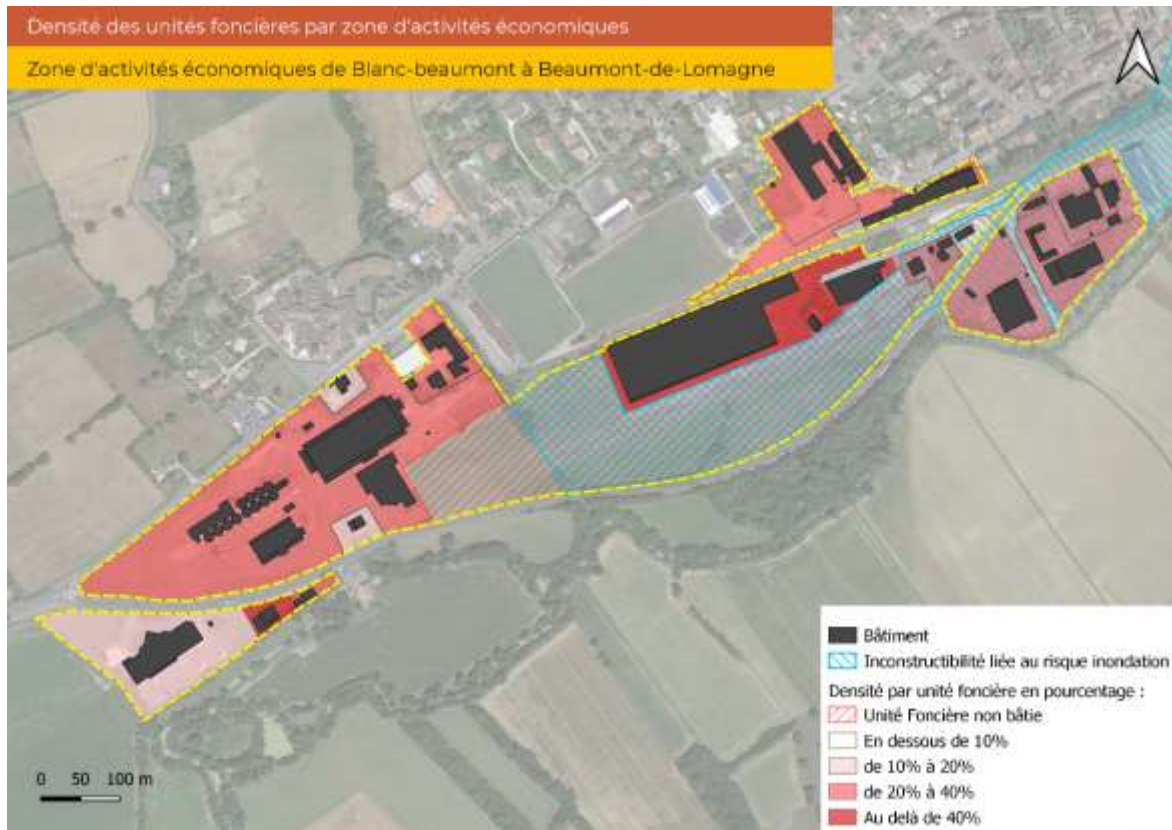 Densité des unités foncières par zone d'activités économiques
Zone d'activités économiques de Blanc-beaumont à Beaumont-de-Lomagne
Bâtiment
Inconstructibilité liée au risque inondation
Densité par unité foncière en pourcentage :
Unité Foncière non bâtie
En dessous de 10%
de 10% à 20%
de 20% à 40%
Au delà de 40%
0 50 100 m